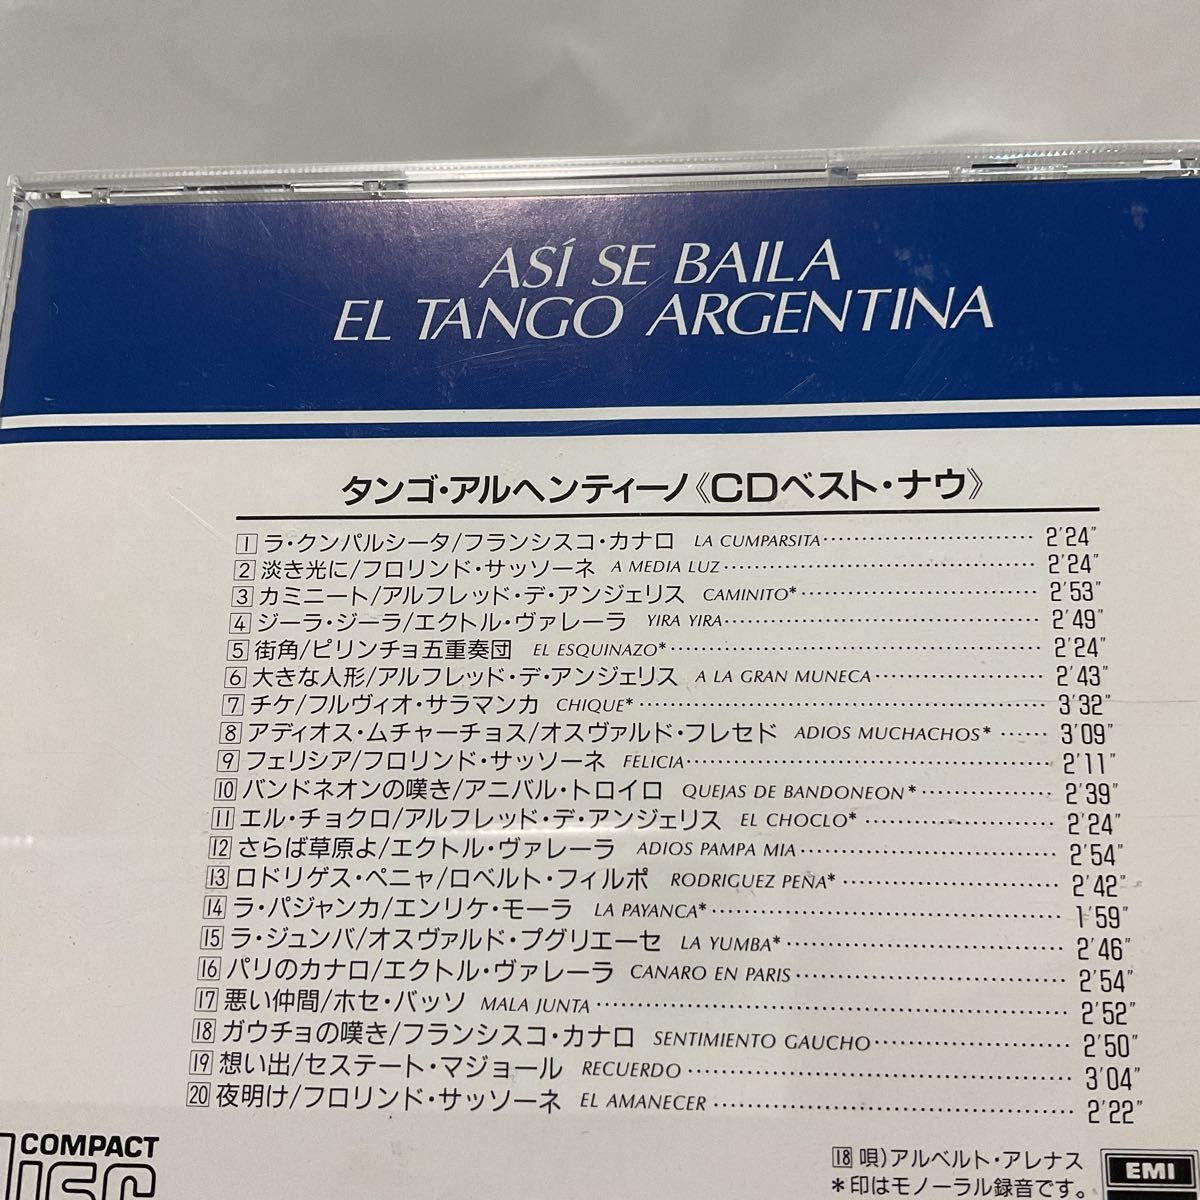 ASÍ SE BAILA
EL TANGO ARGENTINA
タンゴ・アルヘンティーノ《CDベスト・ナウ》
1 ラ・クンパルシータ/フランシスコ・カナロ LA CUMPARSITA 2'24"
2 淡き光に/フロリンド・サッソーネ A MEDIA LUZ 2'24"
3 カミニート/アルフレッド・デ・アンジェリス CAMINITO* 2'53"
4 ジーラ・ジーラ/エクトル・ヴァレーラ YIRA YIRA 2'49"
5 街角/ピリンチョ五重奏団 EL ESQUINAZO* 2'24"
6 大きな人形/アルフレッド・デ・アンジェリス A LA GRAN MUNECA 2'43"
7 チケ/フルヴィオ・サラマンカ CHIQUE* 3'32"
8 アディオス・ムチャーチョス/オスヴァルド・フレセド ADIOS MUCHACHOS* 3'09"
9 フェリシア/フロリンド・サッソーネ FELICIA 2'11"
10 バンドネオンの嘆き/アニバル・トロイロ QUEJAS DE BANDONEON* 2'39"
11 エル・チョクロ/アルフレッド・デ・アンジェリス EL CHOCLO* 2'24"
12 さらば草原よ/エクトル・ヴァレーラ ADIOS PAMPA MIA 2'54"
13 ロドリゲス・ペニャ/ロベルト・フィルポ RODRIGUEZ PEÑA* 2'42"
14 ラ・パジャンカ/エンリケ・モーラ LA PAYANCA* 1'59"
15 ラ・ジュンバ/オスヴァルド・プグリエーセ LA YUMBA* 2'46"
16 パリのカナロ/エクトル・ヴァレーラ CANARO EN PARIS 2'54"
17 悪い仲間/ホセ・バッソ MALA JUNTA 2'52"
18 ガウチョの嘆き/フランシスコ・カナロ SENTIMIENTO GAUCHO 2'50"
19 想い出/セステート・マジョール RECUERDO 3'04"
20 夜明け/フロリンド・サッソーネ EL AMANECER 2'22"
18 唄)アルベルト・アレナス
*印はモノーラル録音です。
COMPACT
disc
EMI